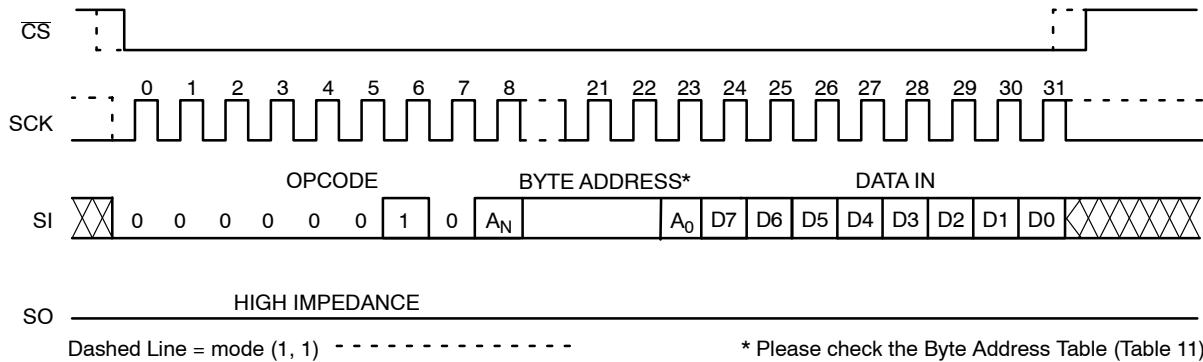 CS
0 1 2 3 4 5 6 7 8 21 22 23 24 25 26 27 28 29 30 31
SCK
OPCODE BYTE ADDRESS* DATA IN
SI 0 0 0 0 0 0 1 0 AN A0 D7 D6 D5 D4 D3 D2 D1 D0
HIGH IMPEDANCE
SO
Dashed Line = mode (1, 1) * Please check the Byte Address Table (Table 11)